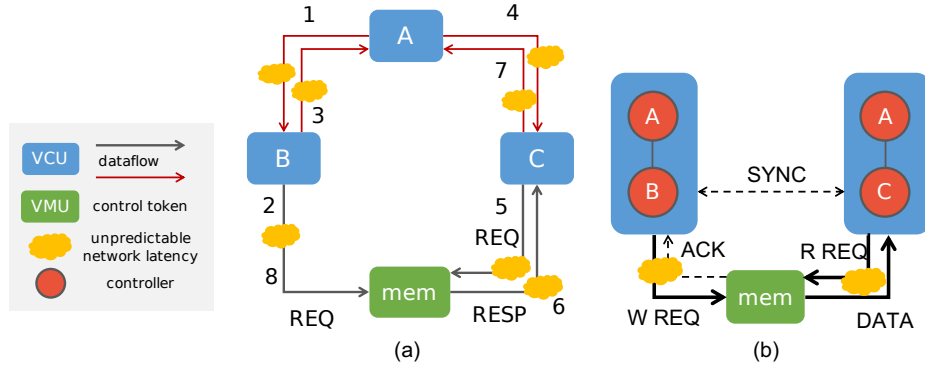 VCU
dataflow
VMU
control token
unpredictable
network latency
controller
1
4
A
7
3
B
C
2
5
REQ
8
mem
REQ
RESP
6
(a)
A
A
B
C
SYNC
ACK
R REQ
mem
W REQ
DATA
(b)